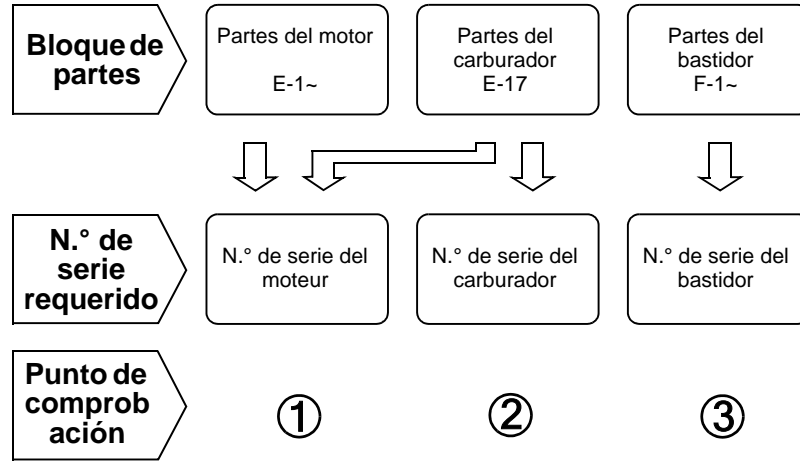 Bloque de
partes
Partes del motor
E-1~
Partes del
carburador
E-17
Partes del
bastidor
F-1~
N.° de
serie
requerido
N.° de serie del
moteur
N.° de serie del
carburador
N.° de serie del
bastidor
Punto de
comprob
ación
①
②
③